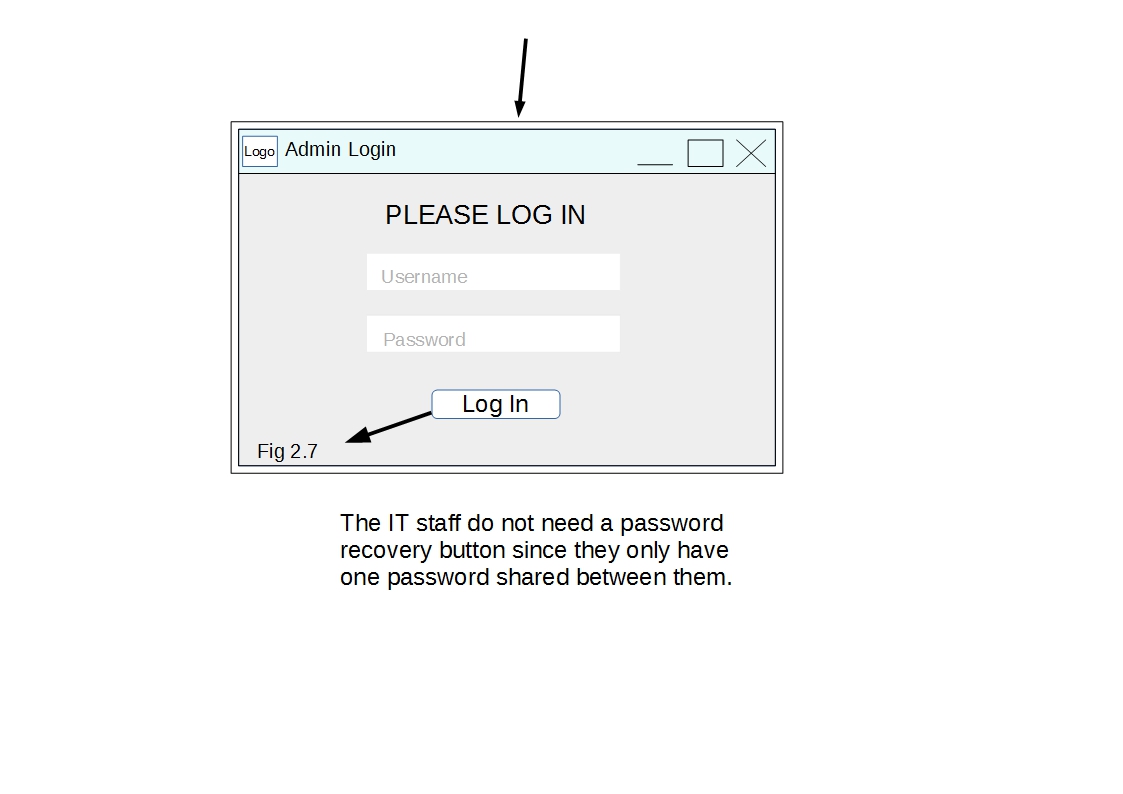 Logo
Admin Login
PLEASE LOG IN
Username
Password
Log In
Fig 2.7
The IT staff do not need a password
recovery button since they only have
one password shared between them.